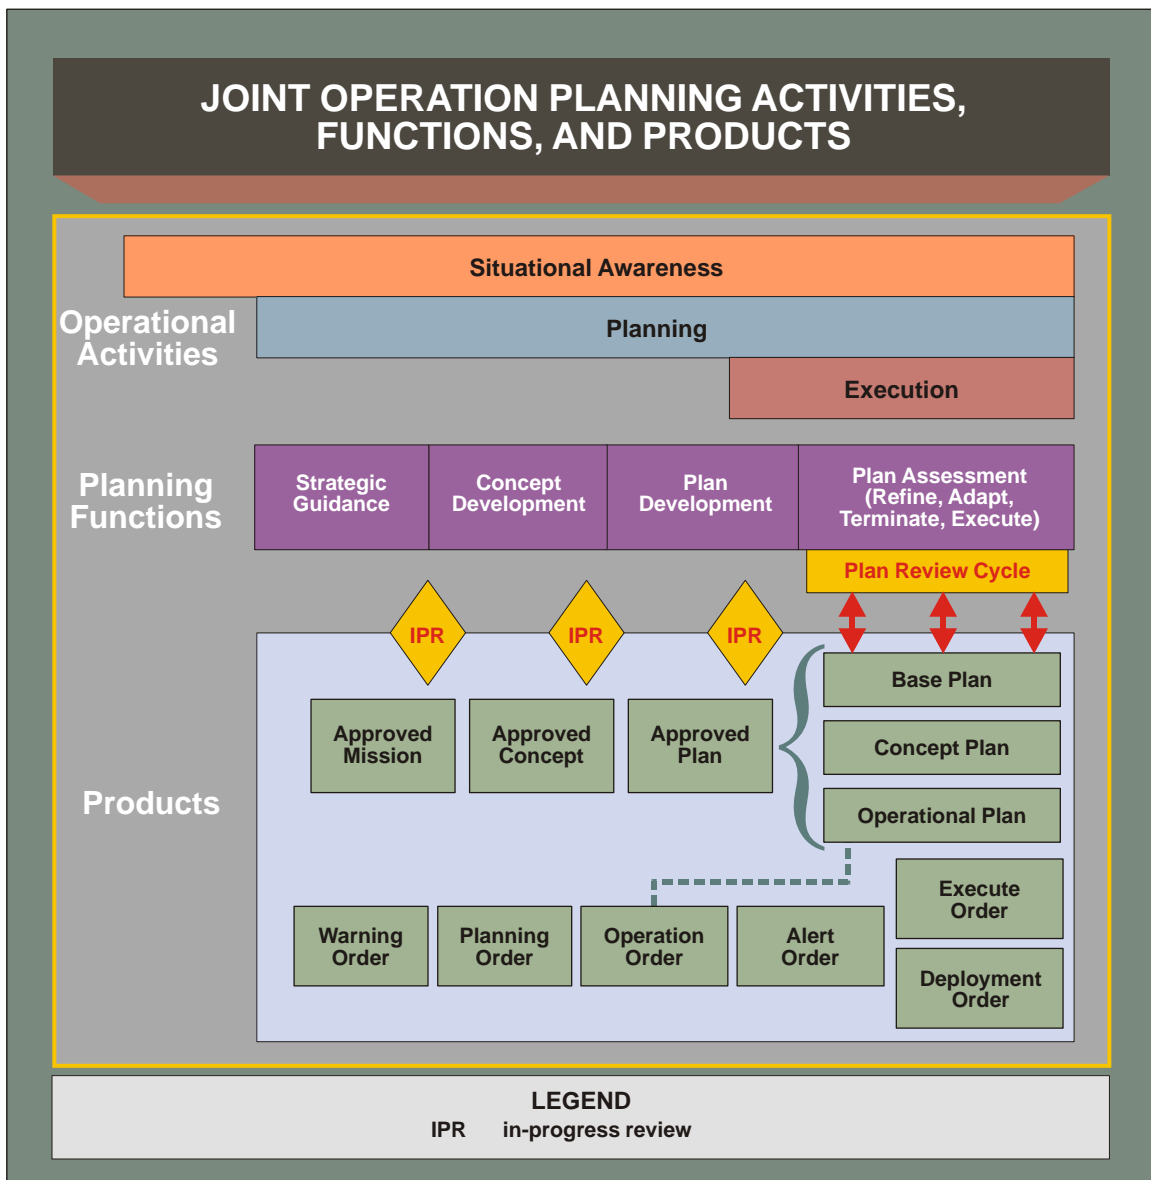 JOINT OPERATION PLANNING ACTIVITIES,
FUNCTIONS, AND PRODUCTS
Situational Awareness
Operational
Activities
Planning
Execution
Planning
Functions
Strategic
Guidance
Concept
Development
Plan
Development
Plan Assessment
(Refine, Adapt,
Terminate, Execute)
Plan Review Cycle
IPR
IPR
IPR
Products
Approved
Mission
Approved
Concept
Approved
Plan
Base Plan
Concept Plan
Operational Plan
Warning
Order
Planning
Order
Operation
Order
Alert
Order
Execute
Order
Deployment
Order
LEGEND
IPR in-progress review